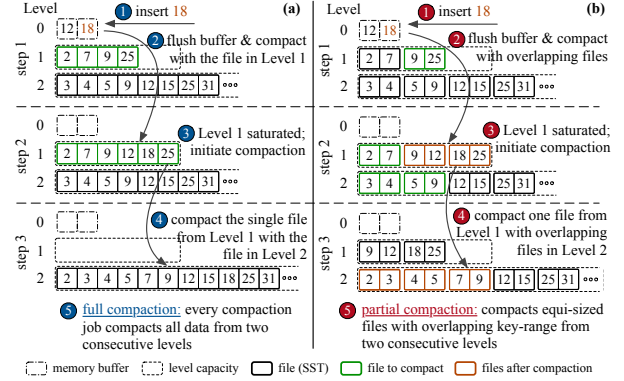 Level
(a)
1 insert 18
0 12 18
2 flush buffer & compact
with the file in Level 1
step 1
1 2 7 9 25
2 3 4 5 9 12 15 25 31 ooo
0
step 2
3 Level 1 saturated;
initiate compaction
1 2 7 9 12 18 25
2 3 4 5 9 12 15 25 31 ooo
0
step 3
4 compact the single file
from Level 1 with the
file in Level 2
1
2 2 3 4 5 7 9 12 15 18 25 31 ooo
5 full compaction: every compaction
job compacts all data from two
consecutive levels
Level
(b)
1 insert 18
0 12 18
2 flush buffer & compact
with overlapping files
step 1
1 2 7 9 25
2 3 4 5 9 12 15 25 31 ooo
0
step 2
3 Level 1 saturated;
initiate compaction
1 2 7 9 12 18 25
2 3 4 5 9 12 15 25 31 ooo
0
step 3
4 compact one file from
Level 1 with overlapping
files in Level 2
1 9 12 18 25
2 2 3 4 5 7 9 12 15 25 31 ooo
5 partial compaction: compacts equi-sized
files with overlapping key-range from
two consecutive levels
memory buffer level capacity file (SST) file to compact files after compaction